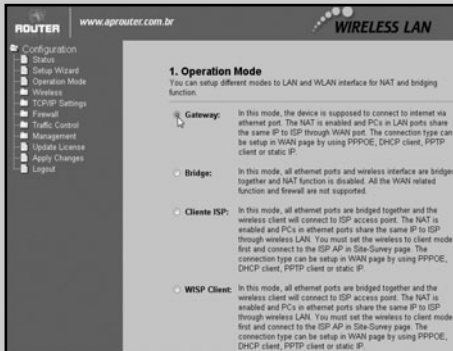 ROUTER
www.aprouter.com.br
WIRELESS LAN
Configuration
Status
Setup Wizard
Operation Mode
Wireless
TCP/IP Settings
Firewall
Traffic Control
Management
Update License
Apply Changes
Logout
1. Operation Mode
You can setup different modes to LAN and WLAN interface for NAT and bridging
function.
Gateway: In this mode, the device is supposed to connect to internet via
ethernet port. The NAT is enabled and PCs in LAN ports share
the same IP to ISP through WAN port. The connection type can
be setup in WAN page by using PPPOE, DHCP client, PPTP
client or static IP.
Bridge: In this mode, all ethernet ports and wireless interface are bridged
together and NAT function is disabled. All the WAN related
function and firewall are not supported.
Cliente ISP: In this mode, all ethernet ports are bridged together and the
wireless client will connect to ISP access point. The NAT is
enabled and PCs in ethernet ports share the same IP to ISP
through wireless LAN. You must set the wireless to client mode
first and connect to the ISP AP in Site-Survey page. The
connection type can be setup in WAN page by using PPPOE,
DHCP client, PPTP client or static IP.
WISP Client: In this mode, all ethernet ports are bridged together and the
wireless client will connect to ISP access point. The NAT is
enabled and PCs in ethernet ports share the same IP to ISP
through wireless LAN. You must set the wireless to client mode
first and connect to the ISP AP in Site-Survey page. The
connection type can be setup in WAN page by using PPPOE,
DHCP client, PPTP client or static IP.